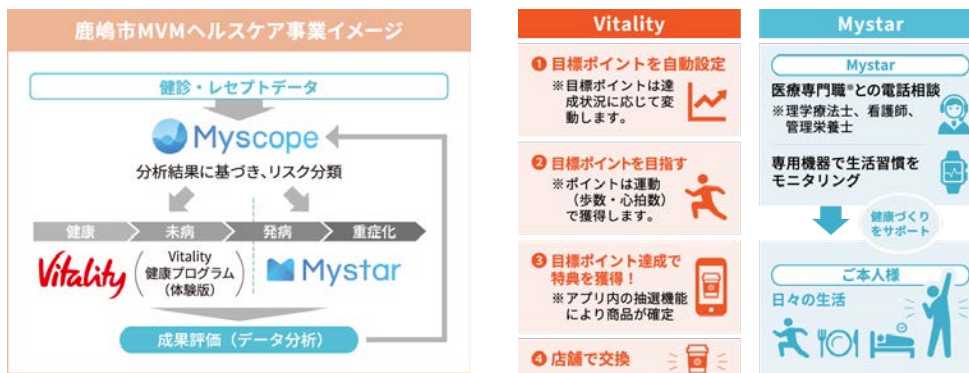 鹿嶋市MVMヘルスケア事業イメージ
健診・レセプトデータ
Myscope
分析結果に基づき、リスク分類
健康
未病
発病
重症化
Vitality
Vitality
健康プログラム
（体験版）
Mystar
成果評価（データ分析）
Vitality
❶ 目標ポイントを自動設定
※目標ポイントは達
成状況に応じて変
動します。
❷ 目標ポイントを目指す
※ポイントは運動
（歩数・心拍数）
で獲得します。
❸ 目標ポイント達成で
特典を獲得！
※アプリ内の抽選機能
により商品が確定
❹ 店舗で交換
Mystar
Mystar
医療専門職※との電話相談
※理学療法士、看護師、
管理栄養士
専用機器で生活習慣を
モニタリング
健康づくり
をサポート
ご本人様
日々の生活